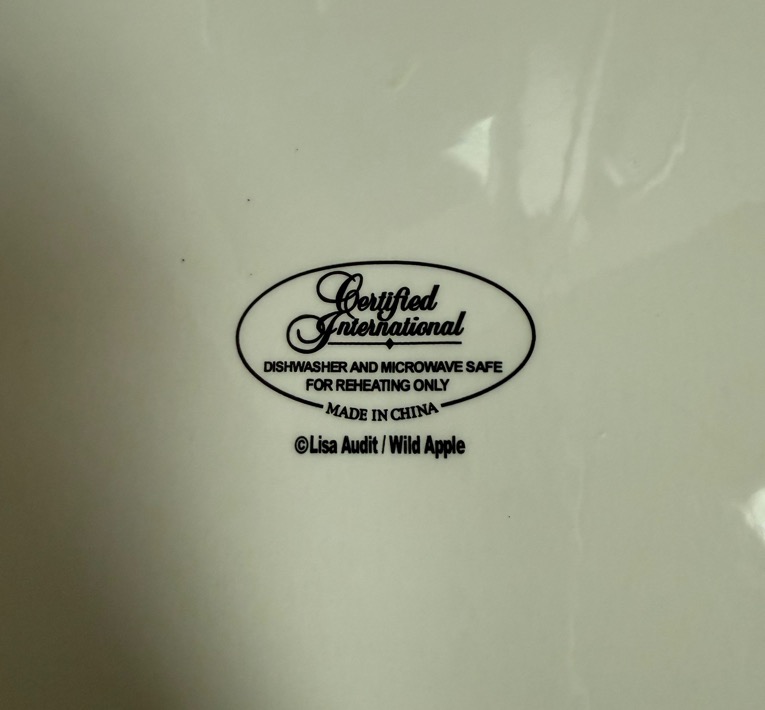 Certified
International
DISHWASHER AND MICROWAVE SAFE
FOR REHEATING ONLY
MADE IN CHINA
©Lisa Audit / Wild Apple